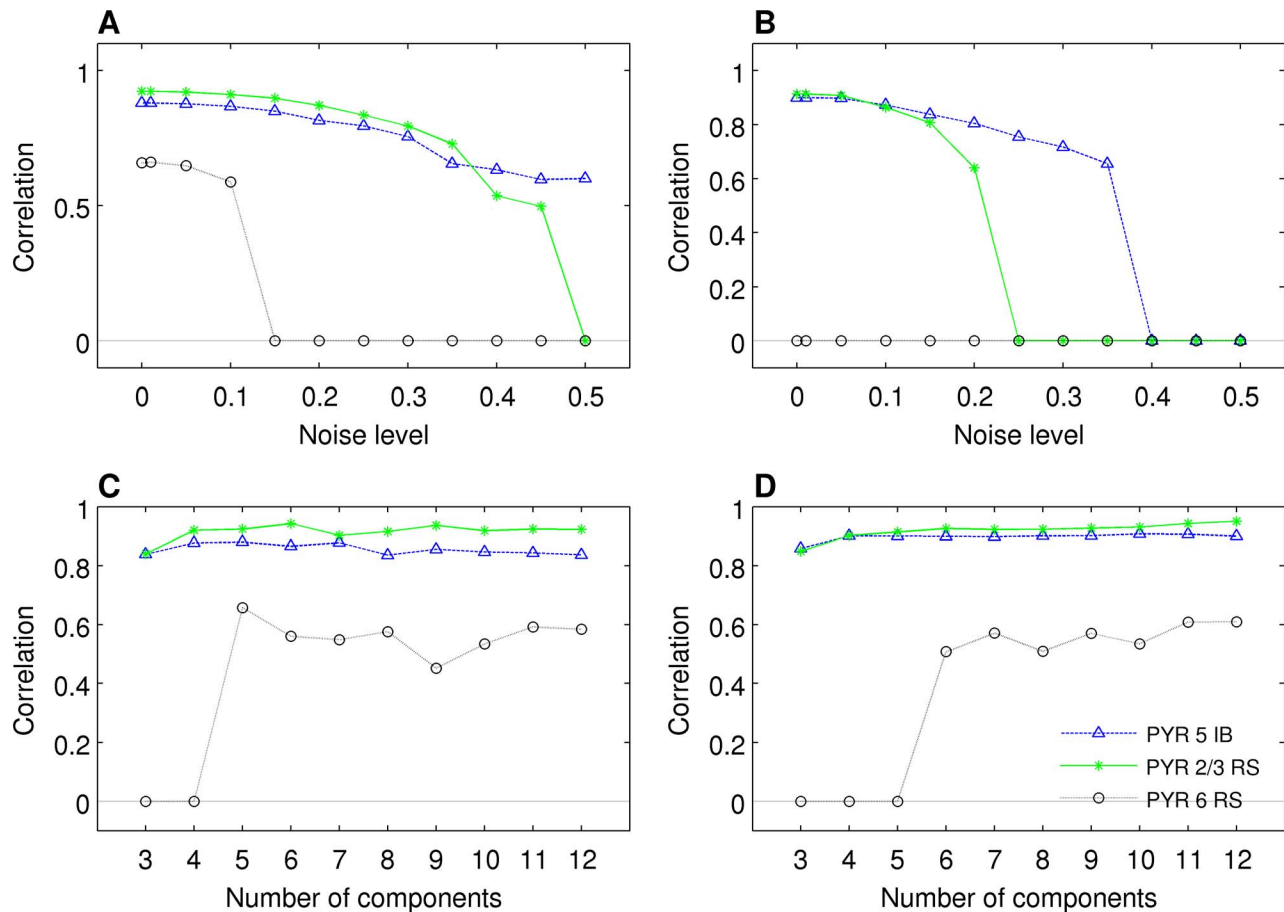 A
1
0.5
0
Correlation
0 0.1 0.2 0.3 0.4 0.5
Noise level
B
1
0.8
0.6
0.4
0.2
0
Correlation
0 0.1 0.2 0.3 0.4 0.5
Noise level
C
1
0.8
0.6
0.4
0.2
0
Correlation
3 4 5 6 7 8 9 10 11 12
Number of components
D
1
0.8
0.6
0.4
0.2
0
Correlation
PYR 5 IB
PYR 2/3 RS
PYR 6 RS
3 4 5 6 7 8 9 10 11 12
Number of components